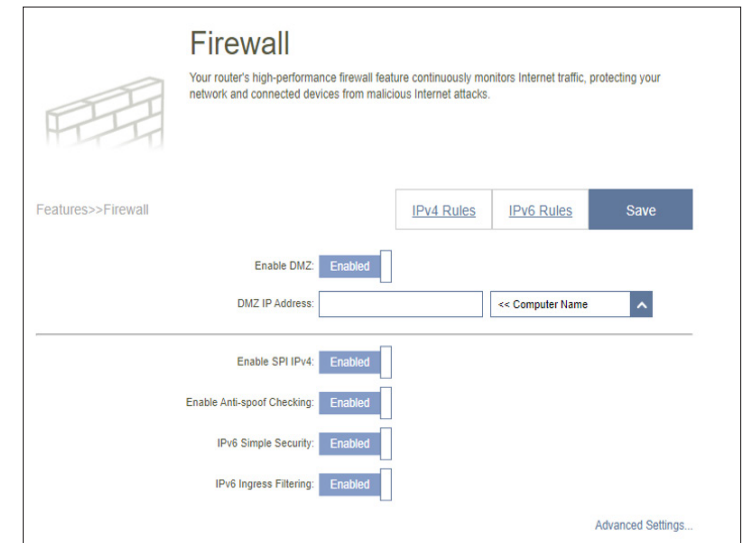 Firewall
Your router's high-performance firewall feature continuously monitors Internet traffic, protecting your
network and connected devices from malicious Internet attacks.
Features>>Firewall
IPv4 Rules
IPv6 Rules
Save
Enable DMZ: Enabled
DMZ IP Address: << Computer Name
Enable SPI IPv4: Enabled
Enable Anti-spoof Checking: Enabled
IPv6 Simple Security: Enabled
IPv6 Ingress Filtering: Enabled
Advanced Settings...